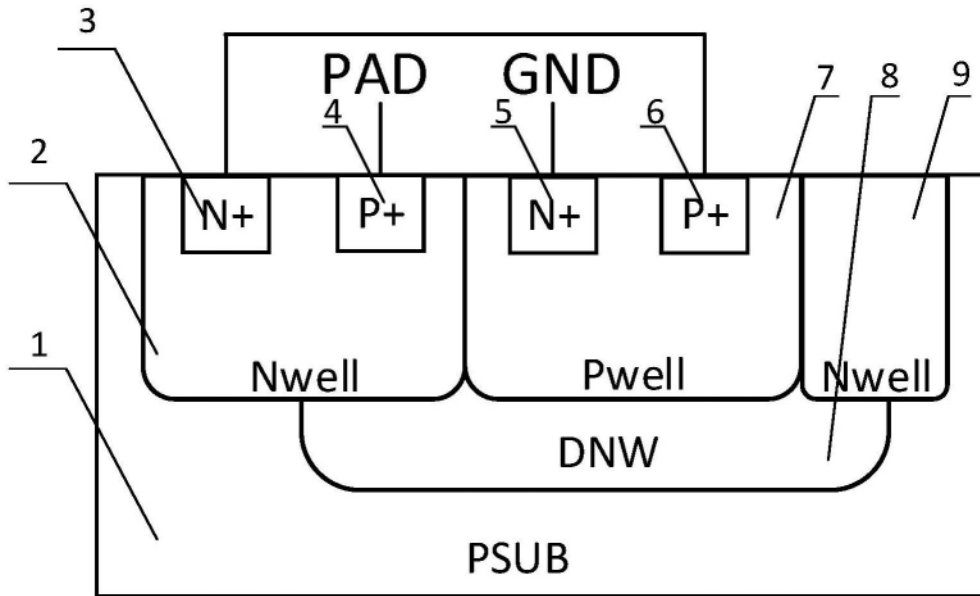 3
PAD GND
7 8 9
4 5 6
2
N+ P+ N+ P+
1
Nwell Pwell Nwell
DNW
PSUB